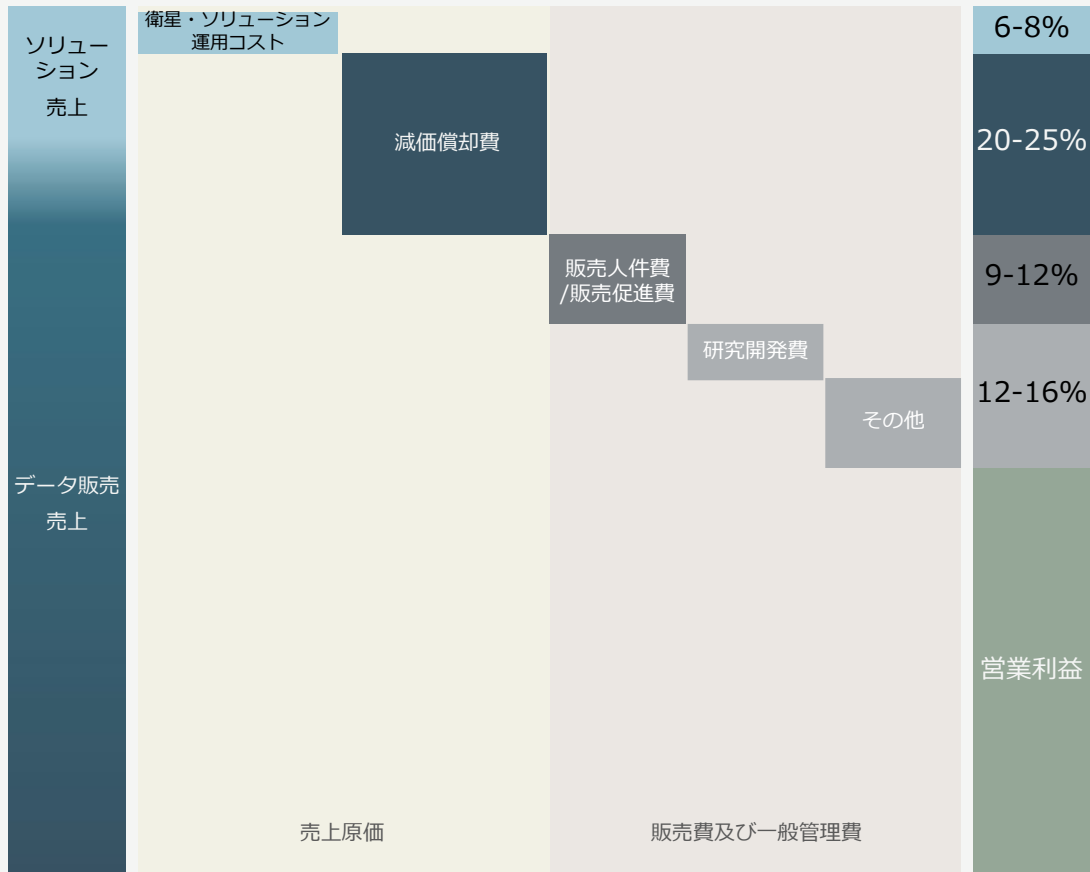 ソリュー
ション
売上
データ販売
売上
衛星・ソリューション
運用コスト
減価償却費
販売人件費
/販売促進費
研究開発費
その他
売上原価
販売費及び一般管理費
6-8%
20-25%
9-12%
12-16%
営業利益